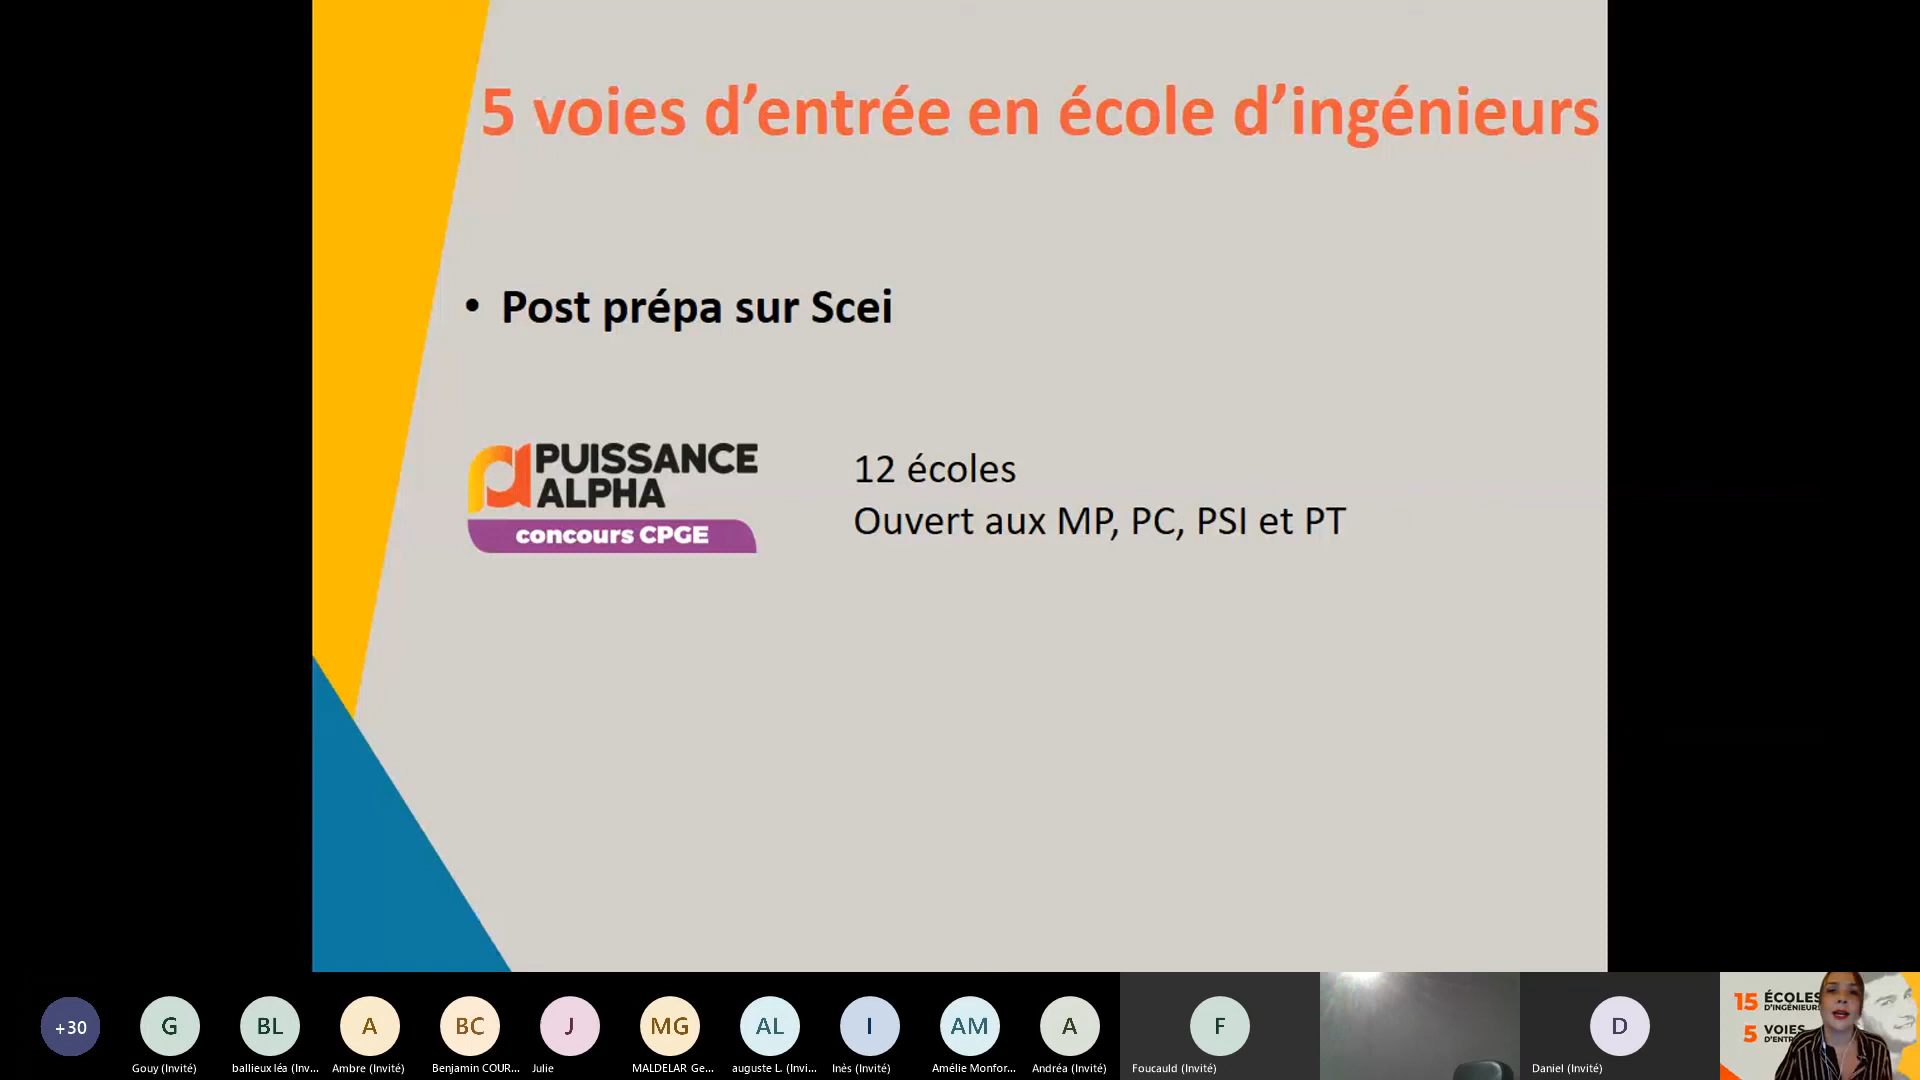 5 voies d’entrée en école d’ingénieurs
• Post prépa sur Scei
PUISSANCE
ALPHA
concours CPGE
12 écoles
Ouvert aux MP, PC, PSI et PT
+30
G
BL
A
BC
J
MG
AL
I
AM
A
F
D
Gouy (Invité)
ballieux léa (Inv...
Ambre (Invité)
Benjamin COUR...
Julie
MALDELAR Ge...
auguste L. (Invi...
Inès (Invité)
Amélie Monfor...
Andréa (Invité)
Foucauld (Invité)
Daniel (Invité)
15 ÉCOLES
D'INGÉNIEUR
5 VOIES
D'ENT